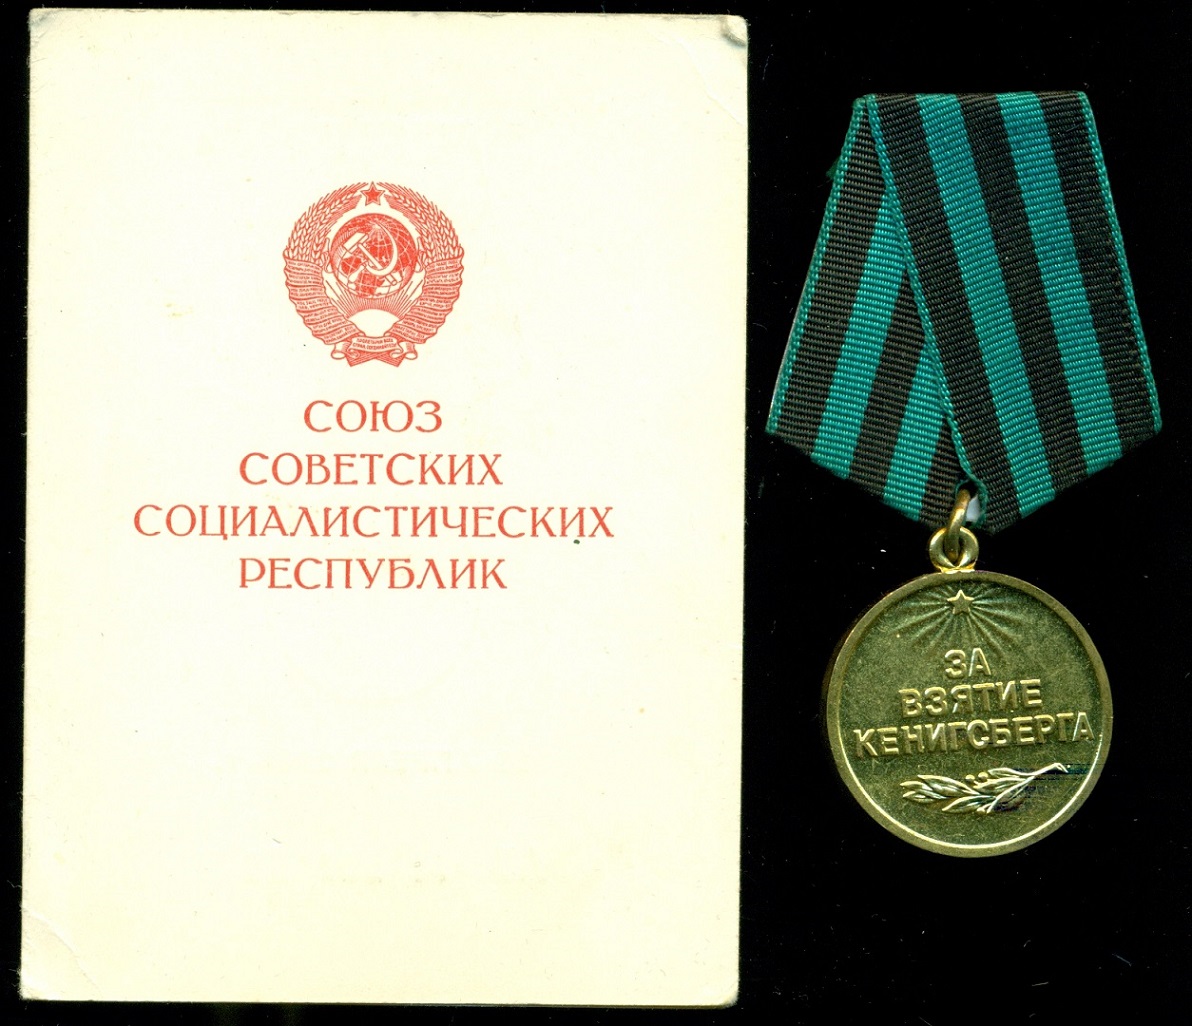 СОЮЗ
СОВЕТСКИХ
СОЦИАЛИСТИЧЕСКИХ
РЕСПУБЛИК
ЗА
ВЗЯТИЕ
КЕНИГСБЕРГА